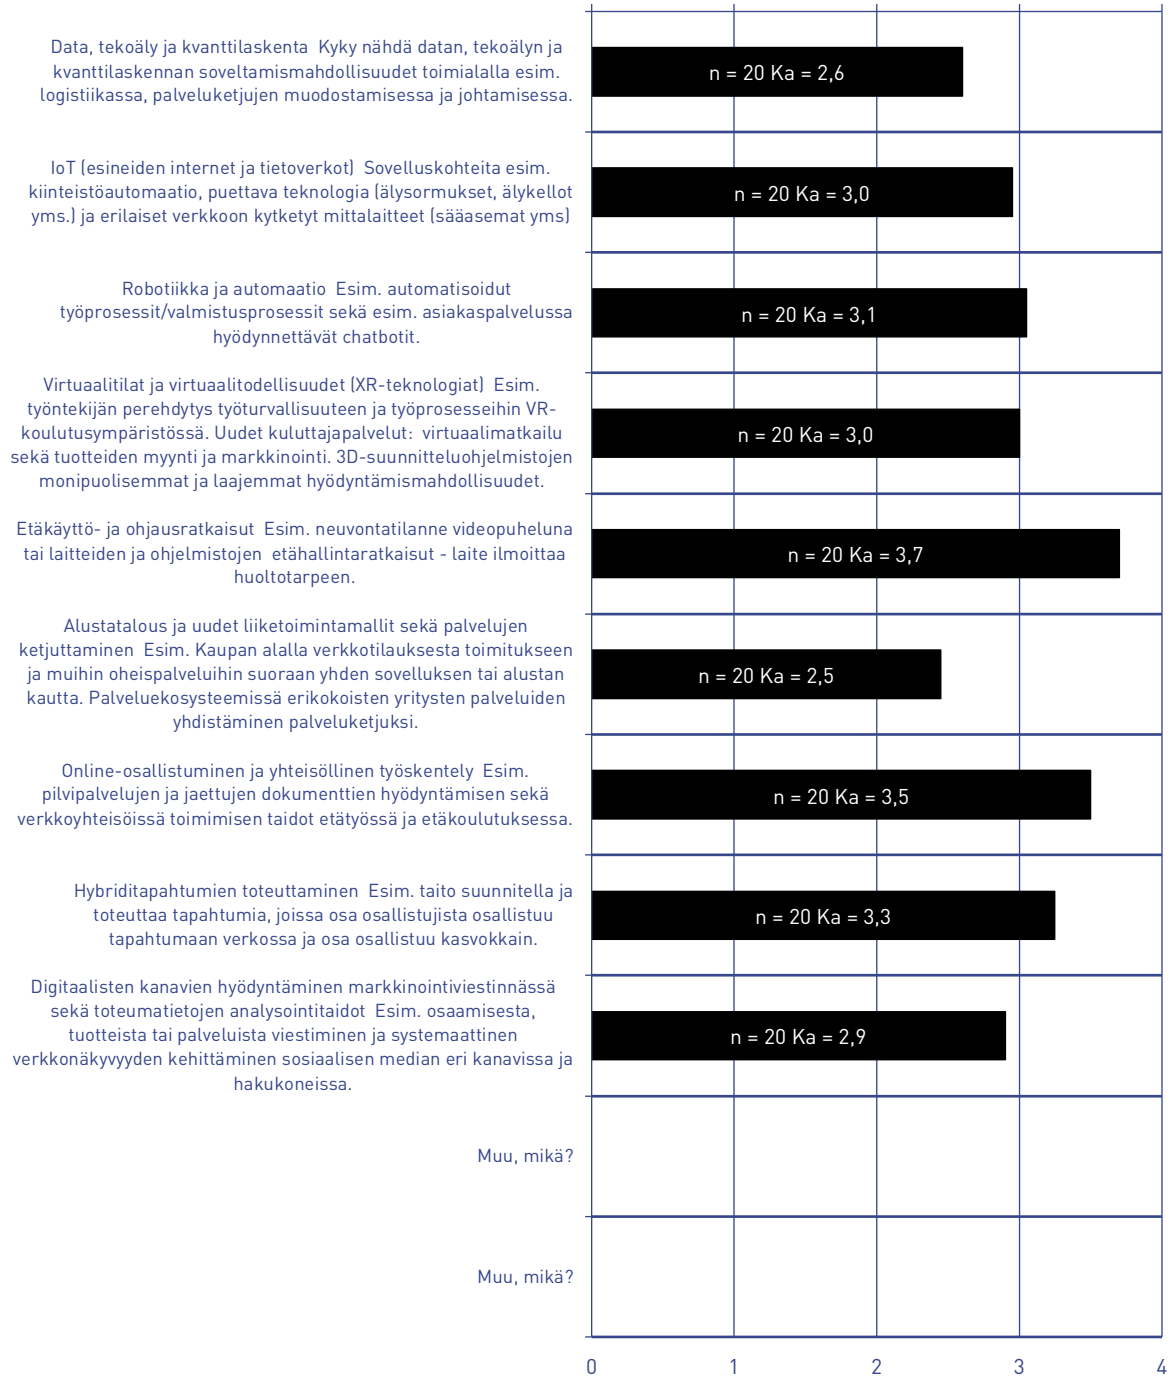 Data, tekoäly ja kvanttilaskenta  Kyky nähdä datan, tekoälyn ja
kvanttilaskennan soveltamismahdollisuudet toimialalla esim.
logistiikassa, palveluketjujen muodostamisessa ja johtamisessa.
n = 20 Ka = 2,6
IoT (esineiden internet ja tietoverkot)  Sovelluskohteita esim.
kiinteistöautomaatio, puettava teknologia (älysormukset, älykellot
yms.) ja erilaiset verkkoon kytketyt mittalaitteet (sääasemat yms)
n = 20 Ka = 3,0
Robotiikka ja automaatio  Esim. automatisoidut
työprosessit/valmistusprosessit sekä esim. asiakaspalvelussa
hyödynnettävät chatbotit.
n = 20 Ka = 3,1
Virtuaalitilat ja virtuaalitodellisuudet (XR-teknologiat)  Esim.
työntekijän perehdytys työturvallisuuteen ja työprosesseihin VR-
koulutusympäristössä. Uudet kuluttajapalvelut:  virtuaalimatkailu
sekä tuotteiden myynti ja markkinointi. 3D-suunnitteluohjelmistojen
monipuolisemmat ja laajemmat hyödyntämismahdollisuudet.
n = 20 Ka = 3,0
Etäkäyttö- ja ohjausratkaisut  Esim. neuvontatilanne videopuheluna
tai laitteiden ja ohjelmistojen  etähallintaratkaisut - laite ilmoittaa
huoltotarpeen.
n = 20 Ka = 3,7
Alustatalous ja uudet liiketoimintamallit sekä palvelujen
ketjuttaminen  Esim. Kaupan alalla verkkotilauksesta toimitukseen
ja muihin oheispalveluihin suoraan yhden sovelluksen tai alustan
kautta. Palveluekosysteemissä erikokoisten yritysten palveluiden
yhdistäminen palveluketjuksi.
n = 20 Ka = 2,5
Online-osallistuminen ja yhteisöllinen työskentely  Esim.
pilvipalvelujen ja jaettujen dokumenttien hyödyntämisen sekä
verkkoyhteisöissä toimimisen taidot etätyössä ja etäkoulutuksessa.
n = 20 Ka = 3,5
Hybriditapahtumien toteuttaminen  Esim. taito suunnitella ja
toteuttaa tapahtumia, joissa osa osallistujista osallistuu
tapahtumaan verkossa ja osa osallistuu kasvokkain.
n = 20 Ka = 3,3
Digitaalisten kanavien hyödyntäminen markkinointiviestinnässä
sekä toteumatietojen analysointitaidot  Esim. osaamisesta,
tuotteista tai palveluista viestiminen ja systemaattinen
verkkonäkyvyyden kehittäminen sosiaalisen median eri kanavissa ja
hakukoneissa.
n = 20 Ka = 2,9
Muu, mikä?
Muu, mikä?
0 1 2 3 4